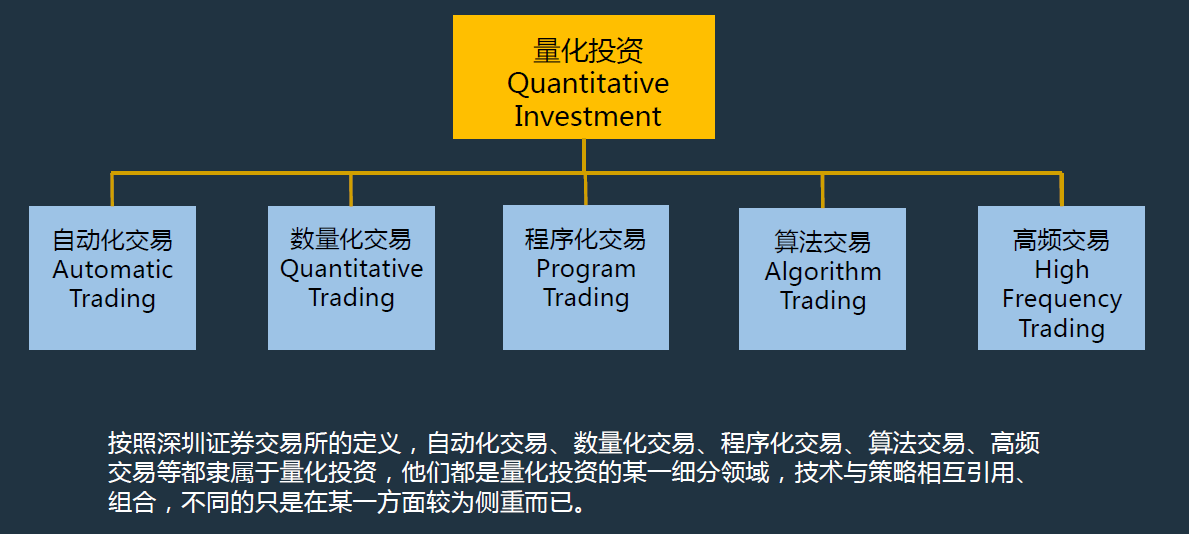 量化投资
Quantitative
Investment
自动化交易
Automatic
Trading
数量化交易
Quantitative
Trading
程序化交易
Program
Trading
算法交易
Algorithm
Trading
高频交易
High
Frequency
Trading
按照深圳证券交易所的定义，自动化交易、数量化交易、程序化交易、算法交易、高频
交易等都隶属于量化投资，他们都是量化投资的某一细分领域，技术与策略相互引用、
组合，不同的只是在某一方面较为侧重而已。